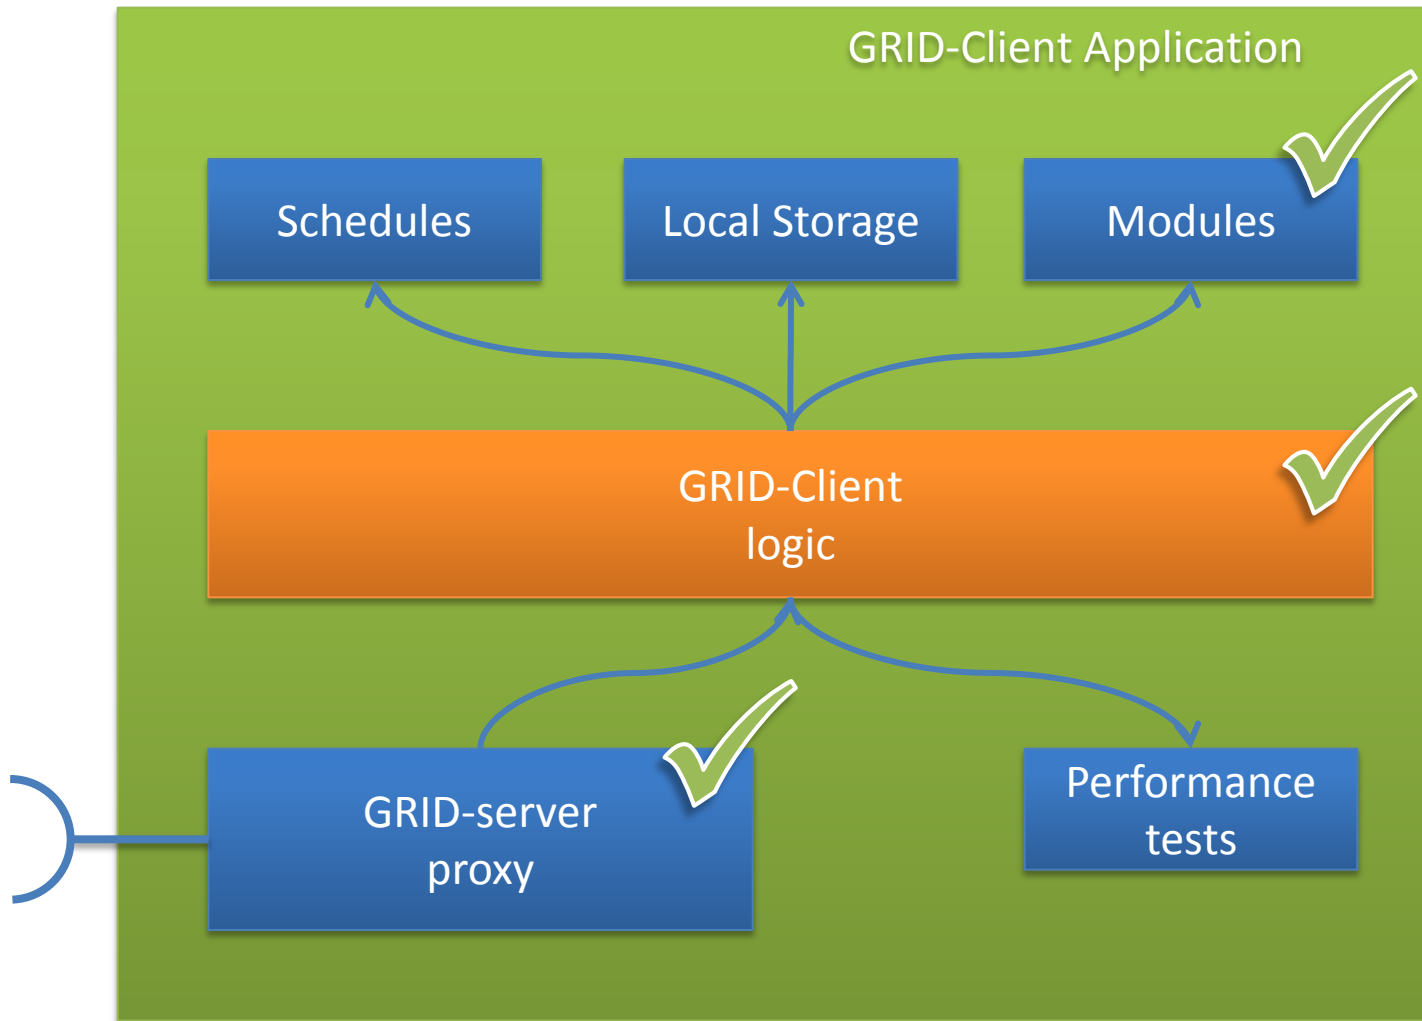 GRID-Client Application
Schedules
Local Storage
Modules
GRID-Client
logic
GRID-server
proxy
Performance
tests